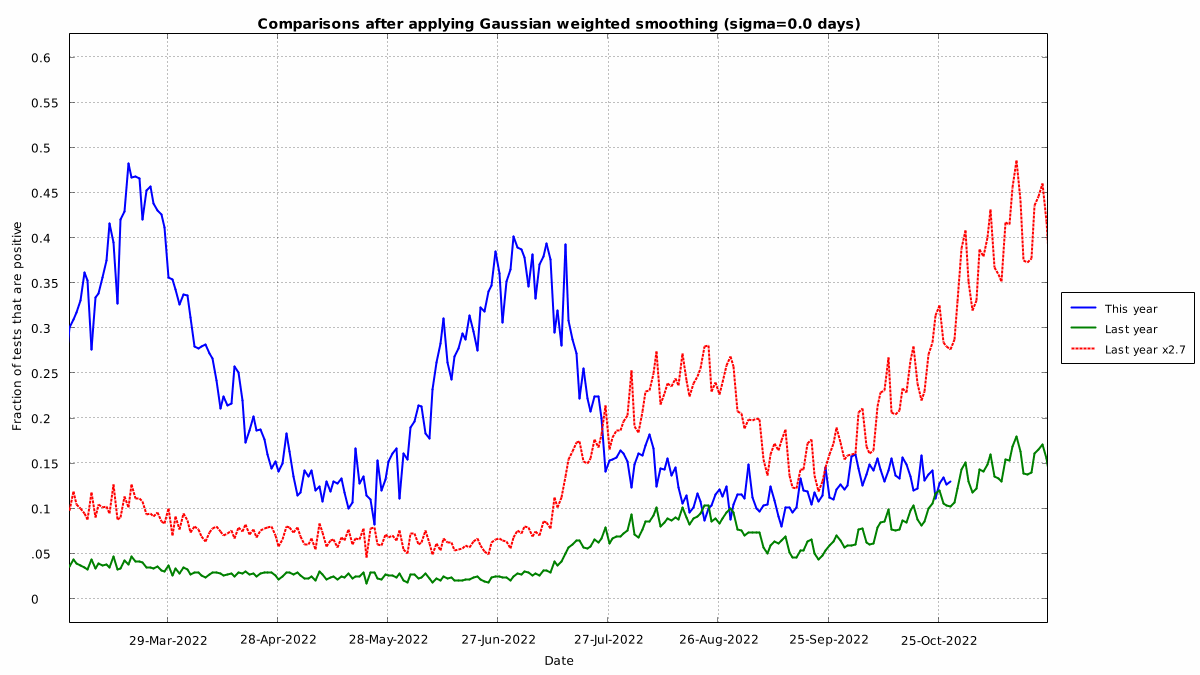 Comparisons after applying Gaussian weighted smoothing (sigma=0.0 days)
0.6
0.55
0.5
0.45
0.4
0.35
0.3
0.25
0.2
0.15
0.1
.05
0
Fraction of tests that are positive
29-Mar-2022
28-Apr-2022
28-May-2022
27-Jun-2022
27-Jul-2022
26-Aug-2022
25-Sep-2022
25-Oct-2022
Date
This year
Last year
Last year x2.7